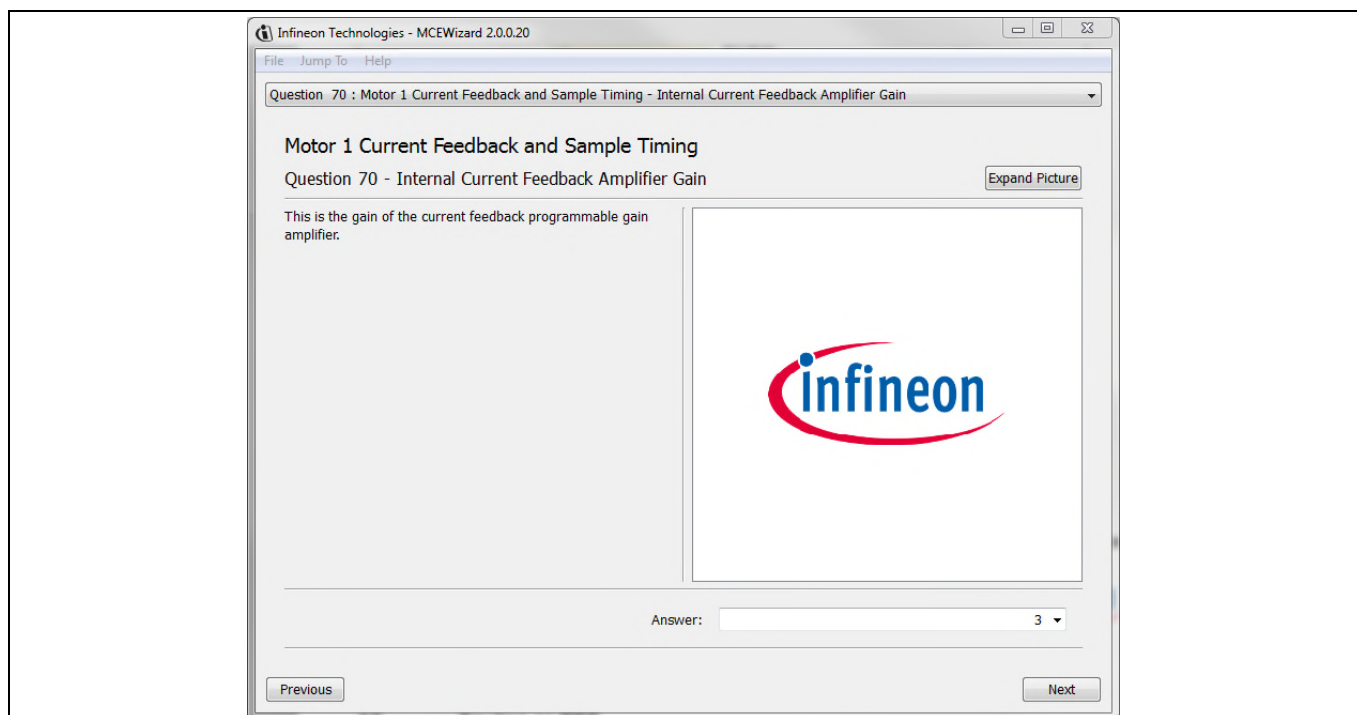 Infineon Technologies - MCEWizard 2.0.0.20
File Jump To Help
Question 70 : Motor 1 Current Feedback and Sample Timing - Internal Current Feedback Amplifier Gain
Motor 1 Current Feedback and Sample Timing
Question 70 - Internal Current Feedback Amplifier Gain
Expand Picture
This is the gain of the current feedback programmable gain
amplifier.
infineon
Answer:
3
Previous
Next